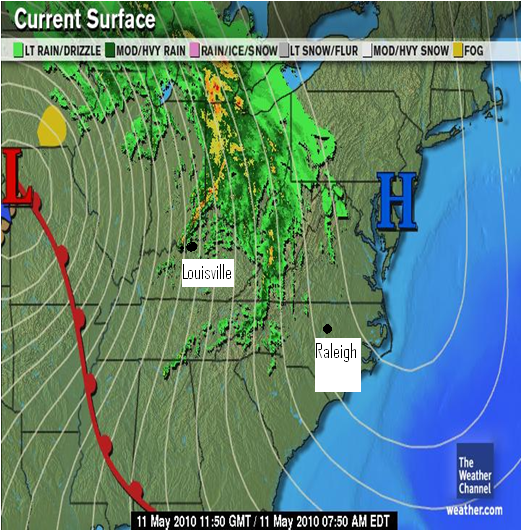 Current Surface
LT RAIN/DRIZZLE MOD/HVY RAIN RAIN/ICE/SNOW LT SNOW/FLUR MOD/HVY SNOW FOG
L
H
Louisville
Raleigh
The
Weather
Channel
weather.com
11 May 2010 11:50 GMT / 11 May 2010 07:50 AM EDT